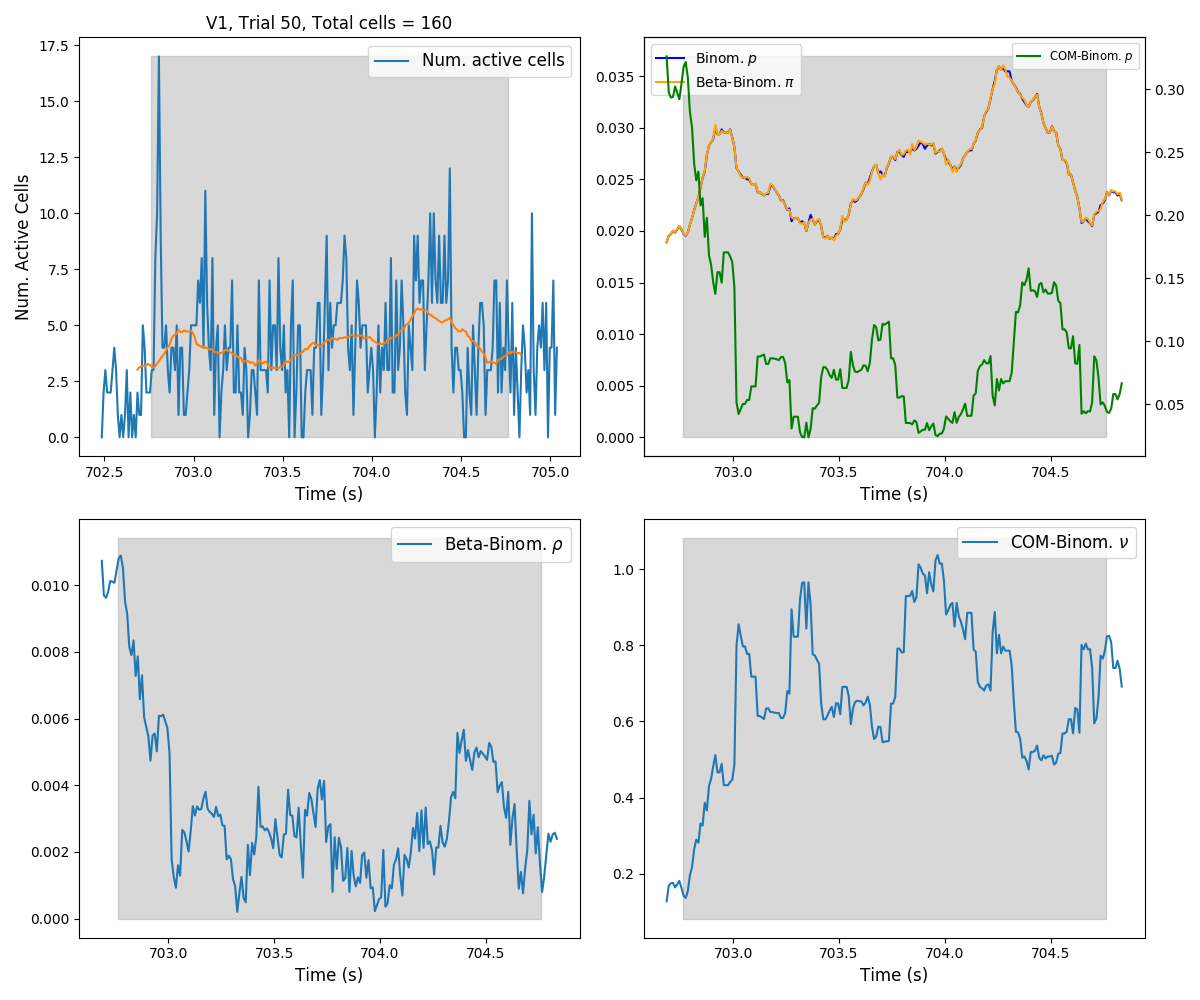 V1, Trial 50, Total cells = 160
Num. active cells
17.5
15.0
12.5
10.0
7.5
5.0
2.5
0.0
Num. Active Cells
702.5 703.0 703.5 704.0 704.5 705.0
Time (s)
Binom. p
Beta-Binom. π
COM-Binom. p
0.035
0.030
0.025
0.020
0.015
0.010
0.005
0.000
0.30
0.25
0.20
0.15
0.10
0.05
703.0 703.5 704.0 704.5
Time (s)
Beta-Binom. ρ
0.010
0.008
0.006
0.004
0.002
0.000
703.0 703.5 704.0 704.5
Time (s)
COM-Binom. ν
1.0
0.8
0.6
0.4
0.2
703.0 703.5 704.0 704.5
Time (s)